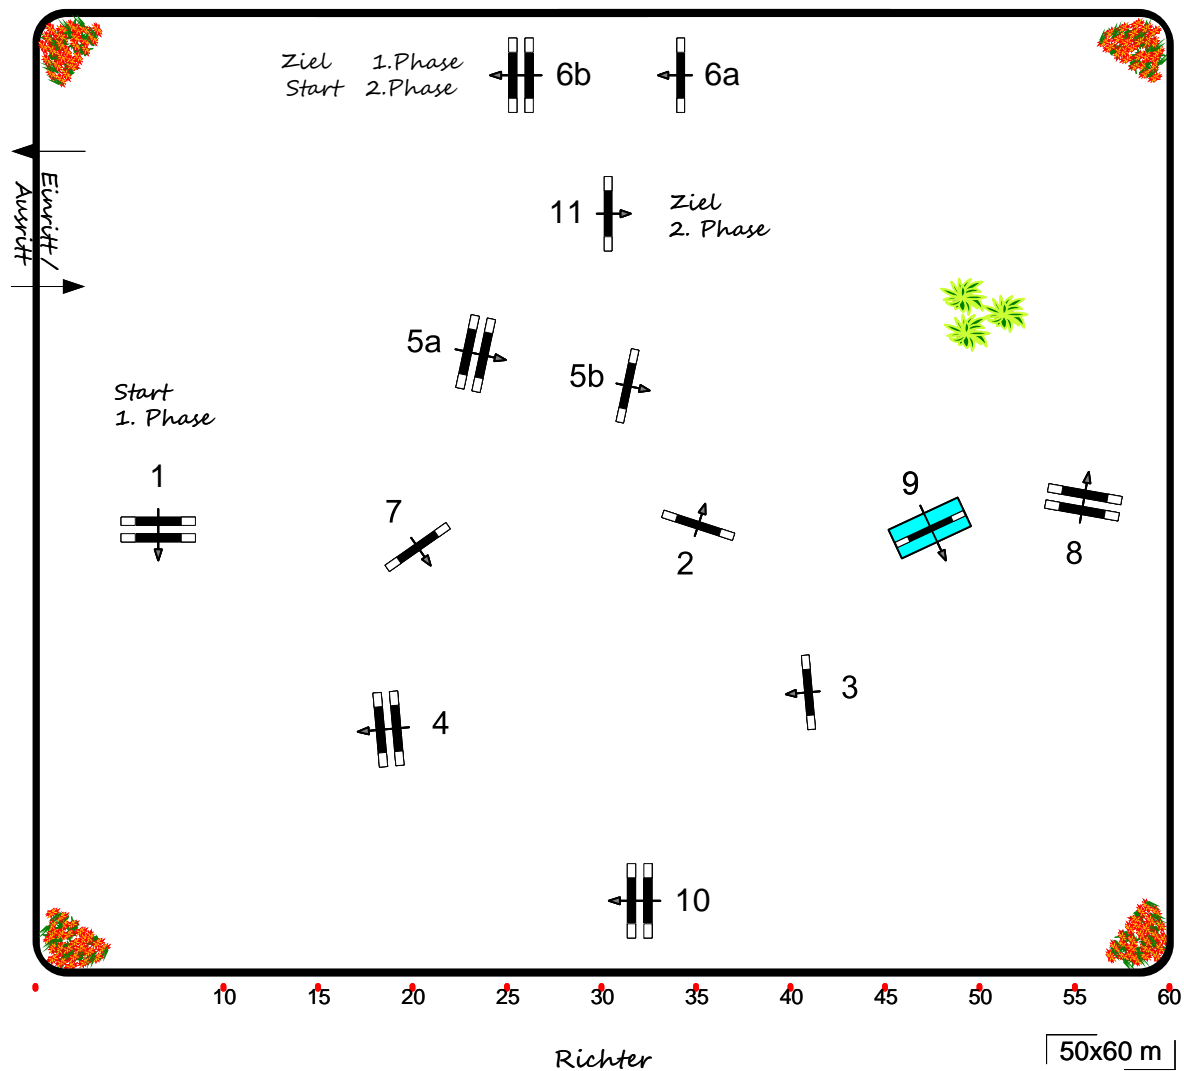 Ziel 1.Phase
Start 2.Phase
6b
6a
Einritt /
Ausritt
11
Ziel
2. Phase
5a
5b
Start
1. Phase
1
7
2
9
8
3
4
10
10 15 20 25 30 35 40 45 50 55 60
Richter
50x60 m